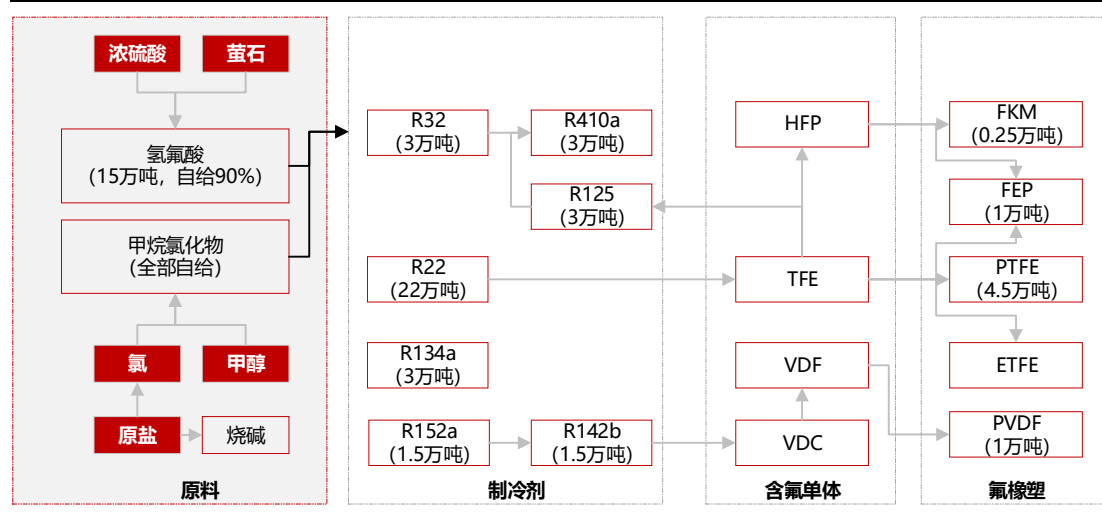 浓硫酸
萤石
氢氟酸
(15万吨，自给90%)
甲烷氯化物
(全部自给)
氯
甲醇
原盐
烧碱
原料
R32
(3万吨)
R410a
(3万吨)
R125
(3万吨)
R22
(22万吨)
R134a
(3万吨)
R152a
(1.5万吨)
R142b
(1.5万吨)
制冷剂
HFP
TFE
VDF
VDC
含氟单体
FKM
(0.25万吨)
FEP
(1万吨)
PTFE
(4.5万吨)
ETFE
PVDF
(1万吨)
氟橡塑